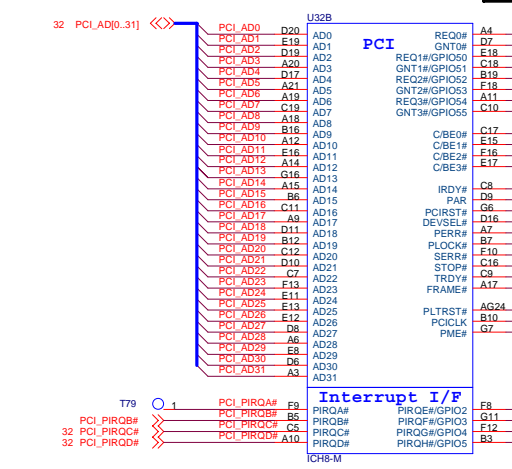 U32B
32 PCI_AD[0..31]
PCI_AD0 D20 AD0 PCI REQ0# A4
PCI_AD1 E19 AD1 GNT0# D7
PCI_AD2 D19 AD2 REQ1#/GPIO50 E18
PCI_AD3 A20 AD3 GNT1#/GPIO51 C18
PCI_AD4 D17 AD4 REQ2#/GPIO52 B19
PCI_AD5 A21 AD5 GNT2#/GPIO53 F18
PCI_AD6 A19 AD6 REQ3#/GPIO54 A11
PCI_AD7 C19 AD7 GNT3#/GPIO55 C10
PCI_AD8 A18 AD8
PCI_AD9 B16 AD9 C/BE0# C17
PCI_AD10 A12 AD10 C/BE1# E15
PCI_AD11 E16 AD11 C/BE2# F16
PCI_AD12 A14 AD12 C/BE3# E17
PCI_AD13 G16 AD13
PCI_AD14 A15 AD14 IRDY# C8
PCI_AD15 B6 AD15 PAR D9
PCI_AD16 C11 AD16 PCIRST# G6
PCI_AD17 A9 AD17 DEVSEL# D16
PCI_AD18 D11 AD18 PERR# A7
PCI_AD19 B12 AD19 PLOCK# B7
PCI_AD20 C12 AD20 SERR# F10
PCI_AD21 D10 AD21 STOP# C16
PCI_AD22 C7 AD22 TRDY# C9
PCI_AD23 F13 AD23 FRAME# A17
PCI_AD24 E11 AD24
PCI_AD25 E13 AD25 PLTRST# AG24
PCI_AD26 E12 AD26 PCICLK B10
PCI_AD27 D8 AD27 PME# G7
PCI_AD28 A6 AD28
PCI_AD29 E8 AD29
PCI_AD30 D6 AD30
PCI_AD31 A3 AD31
Interrupt I/F
T79 1 PCI_PIRQA# F9 PIRQA# PIRQE#/GPIO2 F8
PCI_PIRQB# PCI_PIRQB# B5 PIRQB# PIRQF#/GPIO3 G11
32 PCI_PIRQC# PCI_PIRQC# C5 PIRQC# PIRQG#/GPIO4 F12
32 PCI_PIRQD# PCI_PIRQD# A10 PIRQD# PIRQH#/GPIO5 B3
ICH8-M